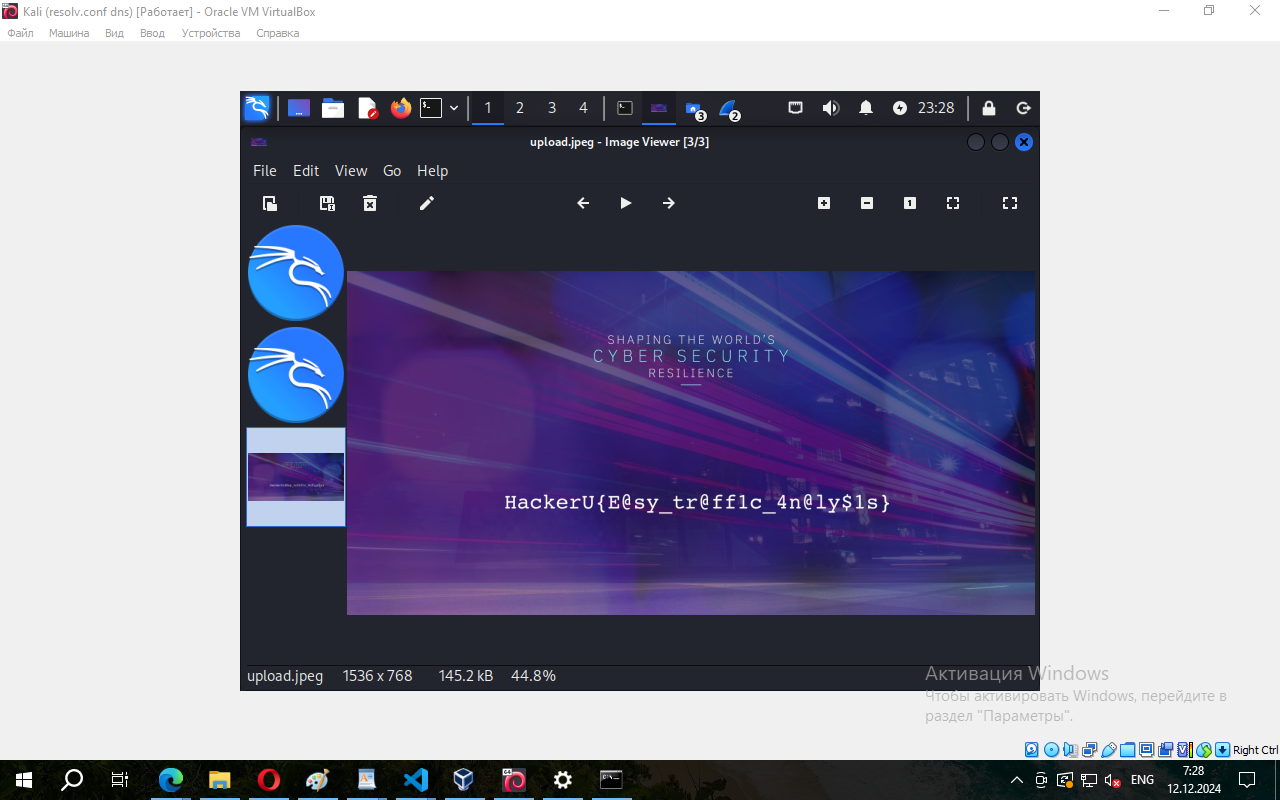 Kali (resolv.conf dns) [Работает] - Oracle VM VirtualBox
Файл Машина Вид Ввод Устройства Справка
1 2 3 4 3 2 23:28
upload.jpeg - Image Viewer [3/3]
File Edit View Go Help
SHAPING THE WORLD'S
CYBER SECURITY
RESILIENCE
HackerU{E@sy_tr@ff1c_4n@ly$1s}
upload.jpeg 1536 x 768 145.2 kB 44.8%
Активация Windows
Чтобы активировать Windows, перейдите в
раздел "Параметры".
Right Ctrl
ENG
7:28
12.12.2024